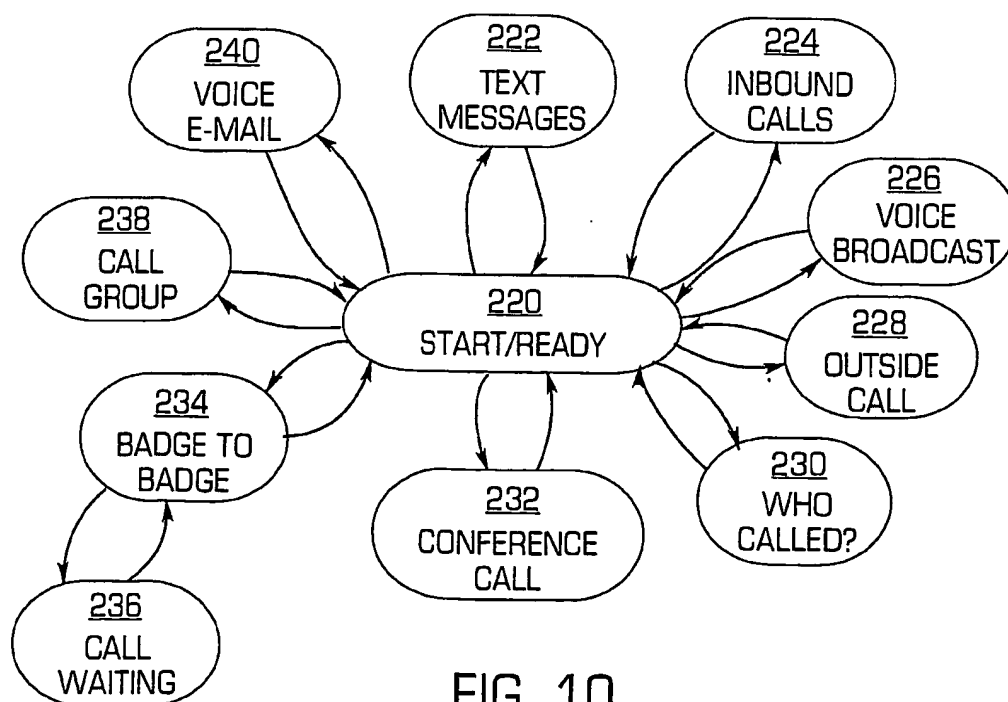 240
VOICE
E-MAIL
222
TEXT
MESSAGES
224
INBOUND
CALLS
226
VOICE
BROADCAST
238
CALL
GROUP
220
START/READY
228
OUTSIDE
CALL
234
BADGE TO
BADGE
232
CONFERENCE
CALL
230
WHO
CALLED?
236
CALL
WAITING
FIG. 10